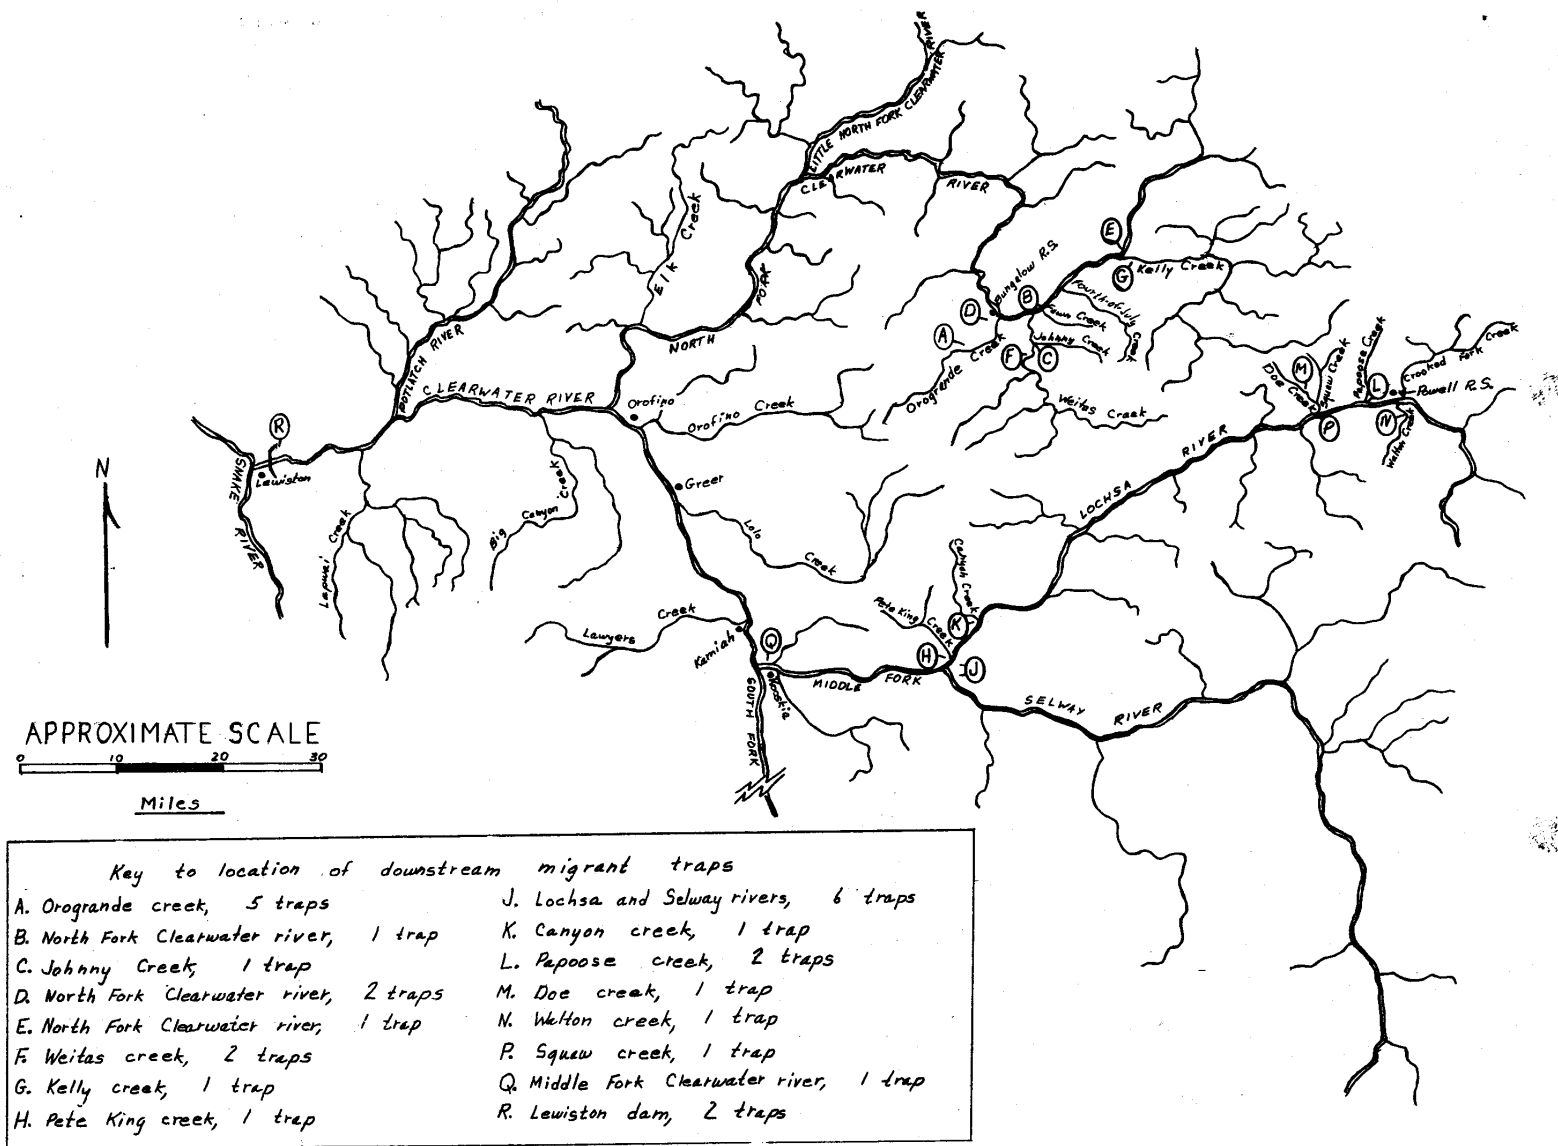 RIVER
LITTLE NORTH FORK CLEARWATER
CLEARWATER
RIVER
Elk Creek
Bungalow R.S.
E
G
Kelly Creek
FORK
D
B
Fourth-of-July Creek
Fawn Creek
A
Johnny Creek
F
C
NORTH
POTLATCH RIVER
Orogrande Creek
Weitas Creek
Doe Creek
M
Squaw Creek
Papoose Creek
L
Crooked Fork Creek
Powell R.S.
N
Walton Creek
P
CLEARWATER RIVER
Orofino
Orofino Creek
R
Lewiston
SNAKE RIVER
N
Greer
Big Canyon Creek
Lapwai Creek
Lolo Creek
LOCHSA RIVER
Canyon Creek
Pete King Creek
K
Lawyers Creek
Kamiah
Q
H
J
Kooskia
MIDDLE FORK
SOUTH FORK
SELWAY RIVER
APPROXIMATE SCALE
0 10 20 30
Miles
Key to location of downstream migrant traps
A. Orogrande creek, 5 traps
B. North Fork Clearwater river, 1 trap
C. Johnny Creek, 1 trap
D. North Fork Clearwater river, 2 traps
E. North Fork Clearwater river, 1 trap
F. Weitas creek, 2 traps
G. Kelly creek, 1 trap
H. Pete King creek, 1 trap
J. Lochsa and Selway rivers, 6 traps
K. Canyon creek, 1 trap
L. Papoose creek, 2 traps
M. Doe creek, 1 trap
N. Walton creek, 1 trap
P. Squaw creek, 1 trap
Q. Middle Fork Clearwater river, 1 trap
R. Lewiston dam, 2 traps